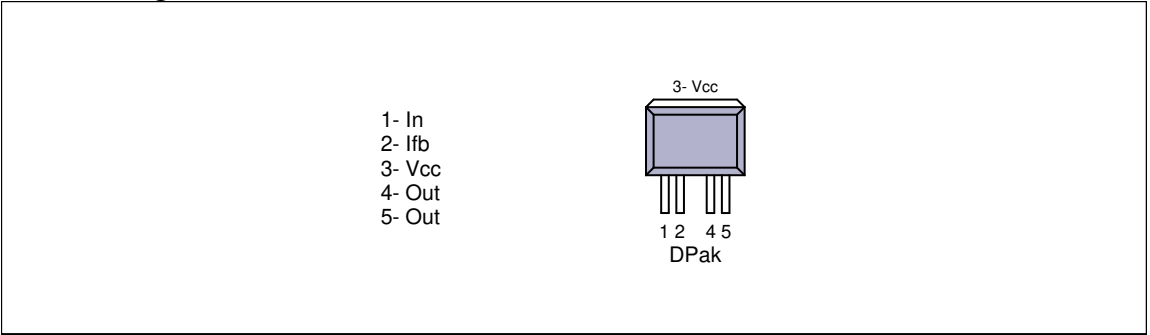 1- In
2- Ifb
3- Vcc
4- Out
5- Out
3- Vcc
1 2 4 5
DPak